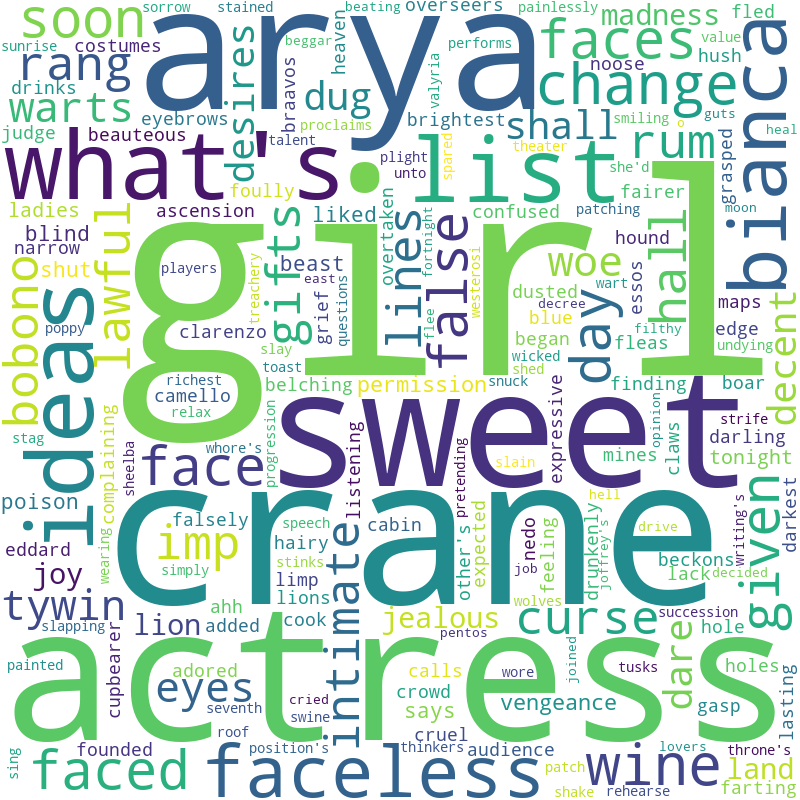 sorrow stained beating overseers painlessly
soon arya faces madness fled
sunrise costumes beggar heaven performs noose value
rang desires braavos valyria change hush bianca
drinks dug brightest smiling guts
warts eyebrows proclaims shall rum o
judge beauteous talent theater she'd grasped heal
what's list plight unto spared patching fairer moon
ladies foully liked confused
lawful ascension gifts overtaken lines false fortnight woe hall hound
blind narrow players beast westerosi essos
shut girl east dusted decree wart day maps
bobono ideas treachery clarenzo grief questions flee began blue fleas filthy edge undying decent
poppy slay wicked
richest camello toast belching permission snuck shed finding boar
relax sweet
stag whore's progression face expressive opinion strife
sheelba listening slain mines claws darling
complaining pretending tonight
poison crane hell darkest
falsely speech cabin other's expected nedo drive writing's
wearing hairy imp intimate stinks feeling drunkenly joffrey's beckons given
eddard simply limp job lack decided
joy lions wolves
tywin lion added cook jealous pentos curse succession
slapping cupbearer ahh dare hole
actress
painted adored calls joined tusks holes
eyes crowd wore lasting
seventh cried says vengeance gasp
roof swine cruel
sing founded position's thinkers audience lovers throne's
faced faceless patch wine land
shake rehearse farting